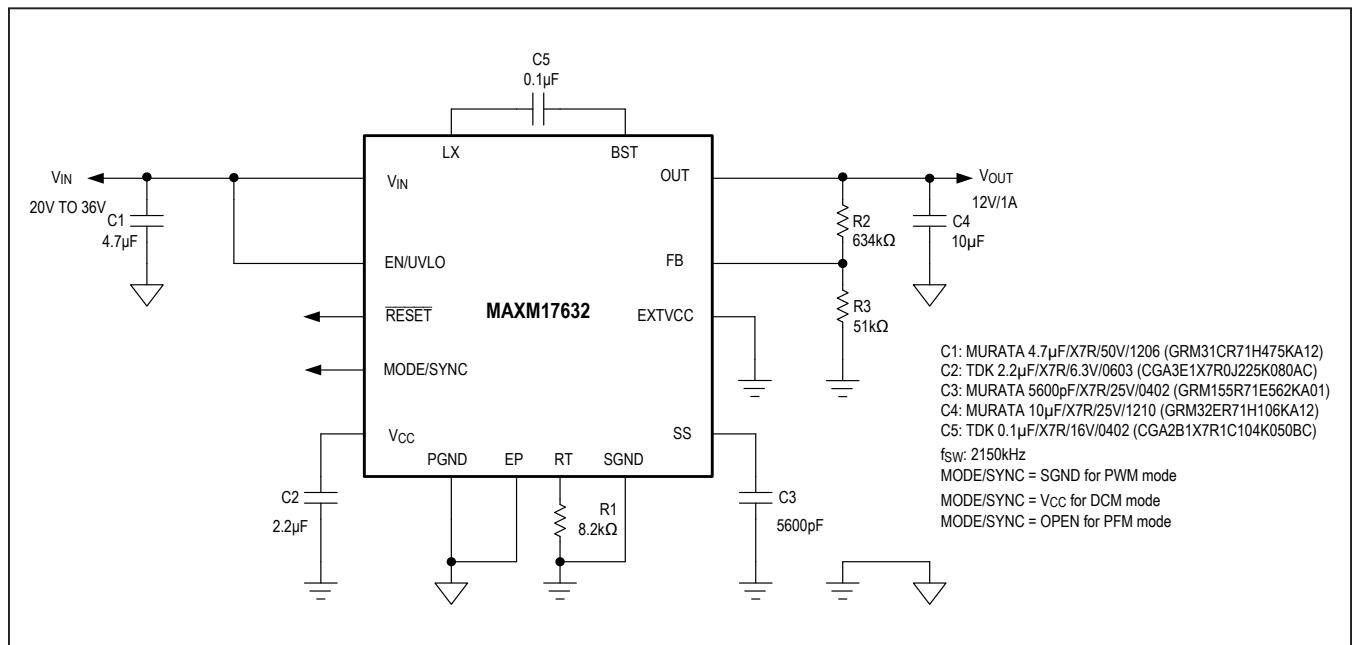 C5
0.1µF
LX
BST
VIN
20V TO 36V
C1
4.7µF
VIN
OUT
VOUT
12V/1A
R2
634kΩ
C4
10µF
EN/UVLO
FB
R3
51kΩ
RESET
MAXM17632
EXTVCC
MODE/SYNC
VCC
SS
PGND
EP
RT
SGND
C2
2.2µF
R1
8.2kΩ
C3
5600pF
C1: MURATA 4.7µF/X7R/50V/1206 (GRM31CR71H475KA12)
C2: TDK 2.2µF/X7R/6.3V/0603 (CGA3E1X7R0J225K080AC)
C3: MURATA 5600pF/X7R/25V/0402 (GRM155R71E562KA01)
C4: MURATA 10µF/X7R/25V/1210 (GRM32ER71H106KA12)
C5: TDK 0.1µF/X7R/16V/0402 (CGA2B1X7R1C104K050BC)
fSW: 2150kHz
MODE/SYNC = SGND for PWM mode
MODE/SYNC = VCC for DCM mode
MODE/SYNC = OPEN for PFM mode